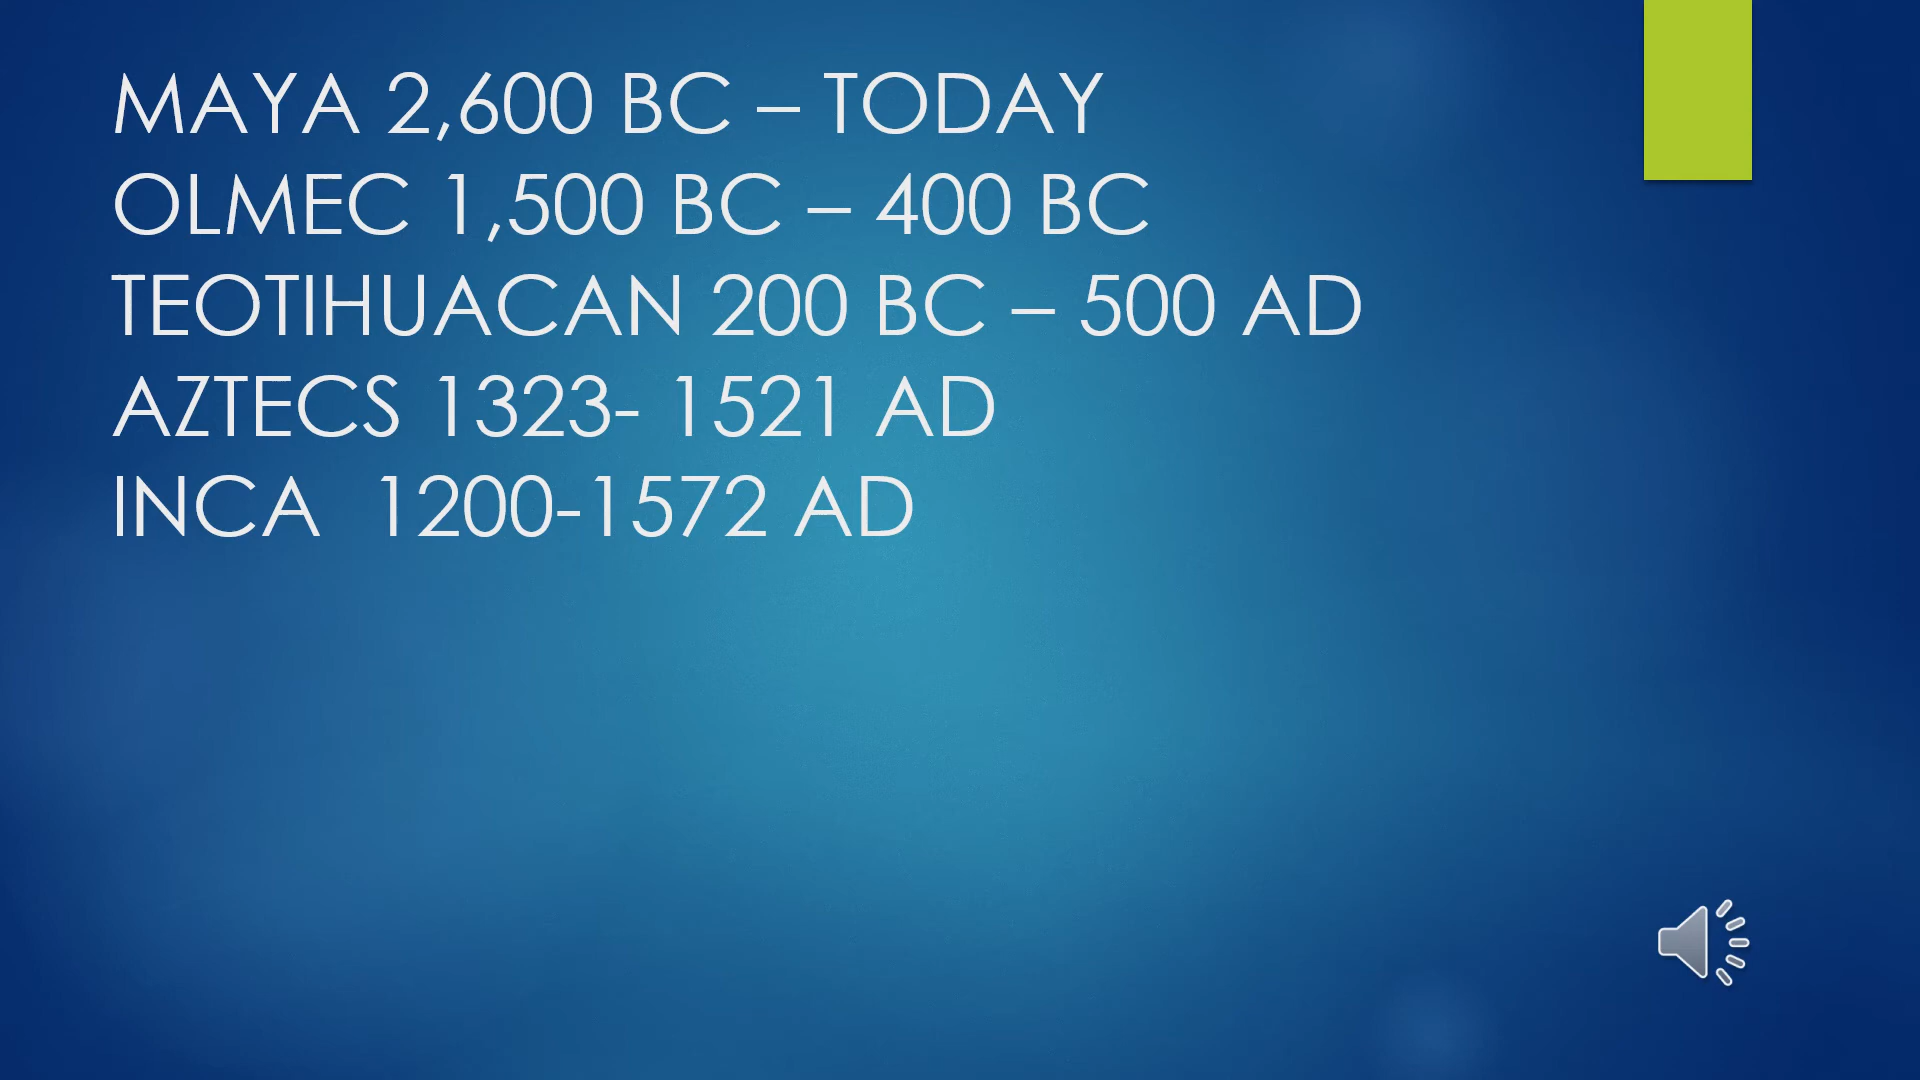 MAYA 2,600 BC – TODAY
OLMEC 1,500 BC – 400 BC
TEOTIHUACAN 200 BC – 500 AD
AZTECS 1323- 1521 AD
INCA  1200-1572 AD